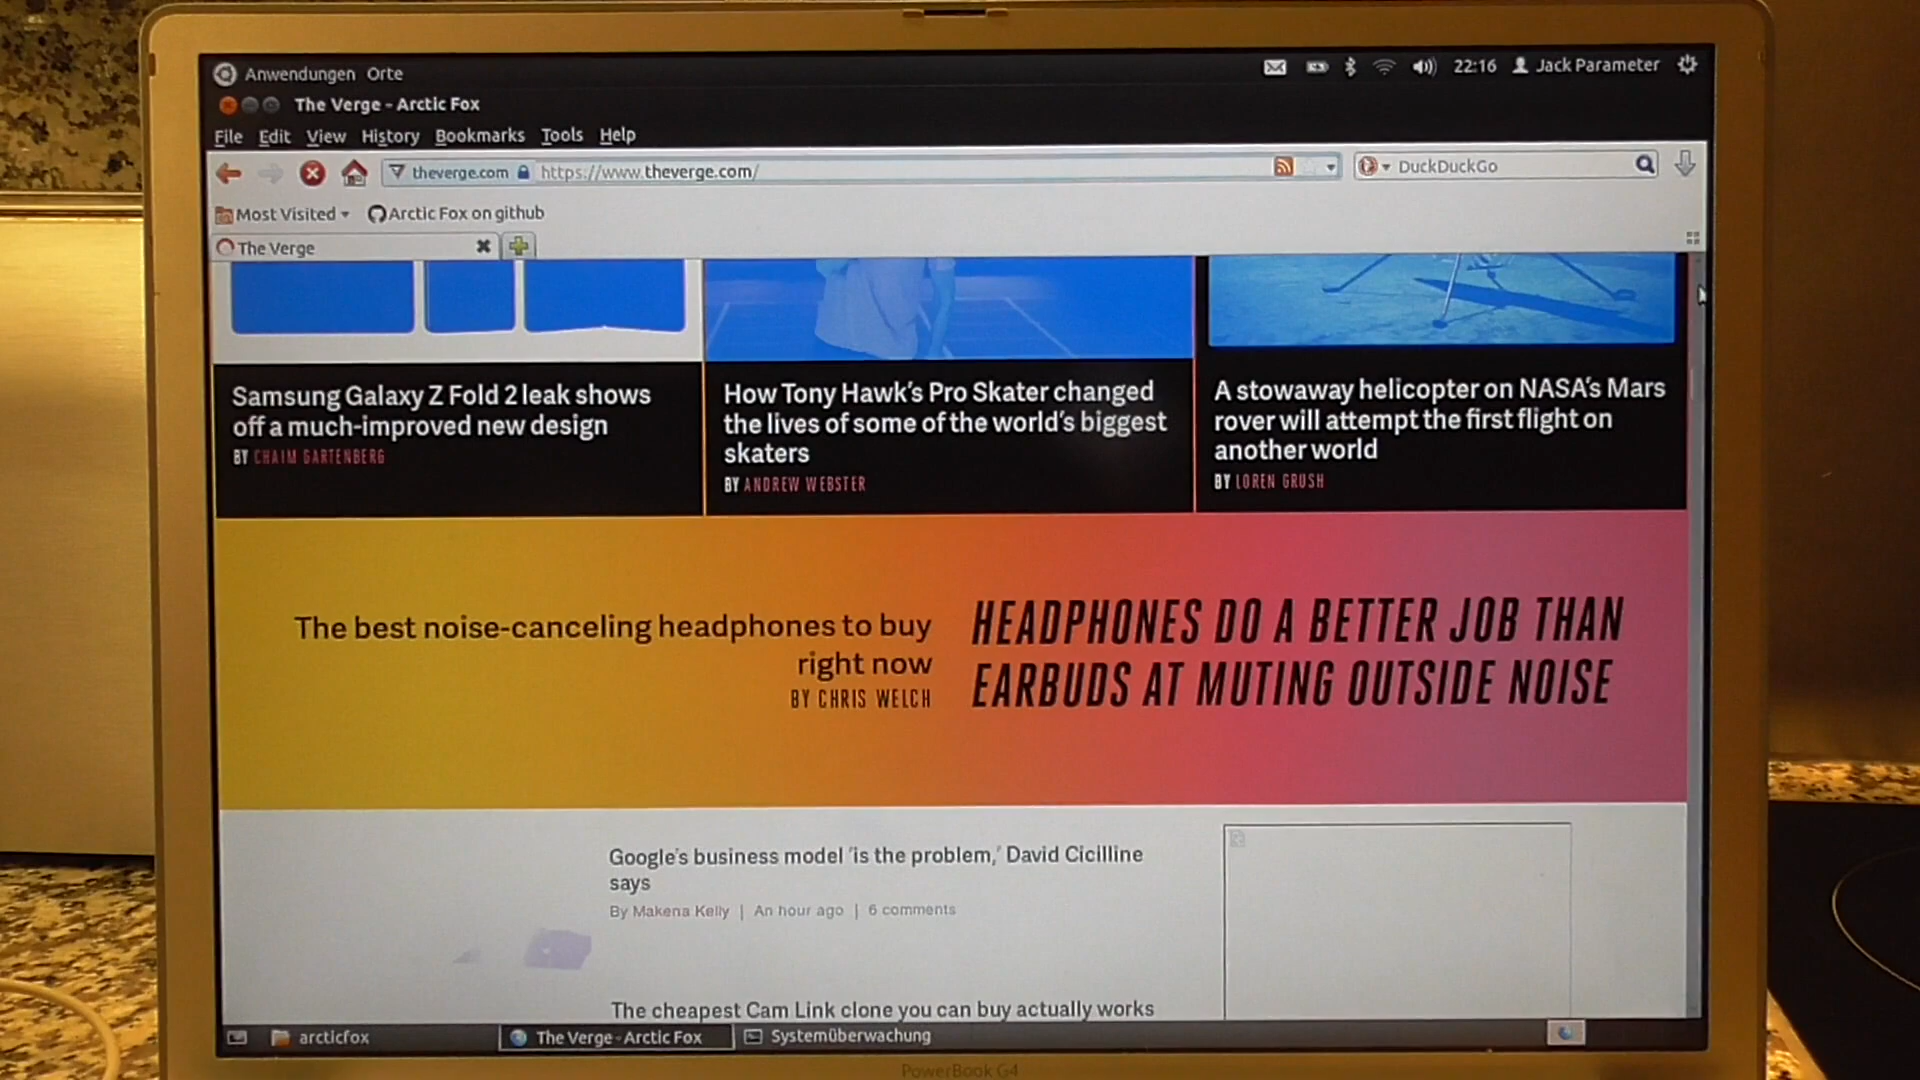 Anwendungen Orte 22:16 Jack Parameter
The Verge - Arctic Fox
File Edit View History Bookmarks Tools Help
theverge.com https://www.theverge.com/ DuckDuckGo
Most Visited Arctic Fox on github
The Verge
Samsung Galaxy Z Fold 2 leak shows
off a much-improved new design
BY CHAIM GARTENBERG
How Tony Hawk's Pro Skater changed
the lives of some of the world's biggest
skaters
BY ANDREW WEBSTER
A stowaway helicopter on NASA's Mars
rover will attempt the first flight on
another world
BY LOREN GRUSH
The best noise-canceling headphones to buy
right now
BY CHRIS WELCH
HEADPHONES DO A BETTER JOB THAN
EARBUDS AT MUTING OUTSIDE NOISE
Google's business model 'is the problem,' David Cicilline
says
By Makena Kelly | An hour ago | 6 comments
The cheapest Cam Link clone you can buy actually works
arcticfox The Verge - Arctic Fox Systemüberwachung
PowerBook G4